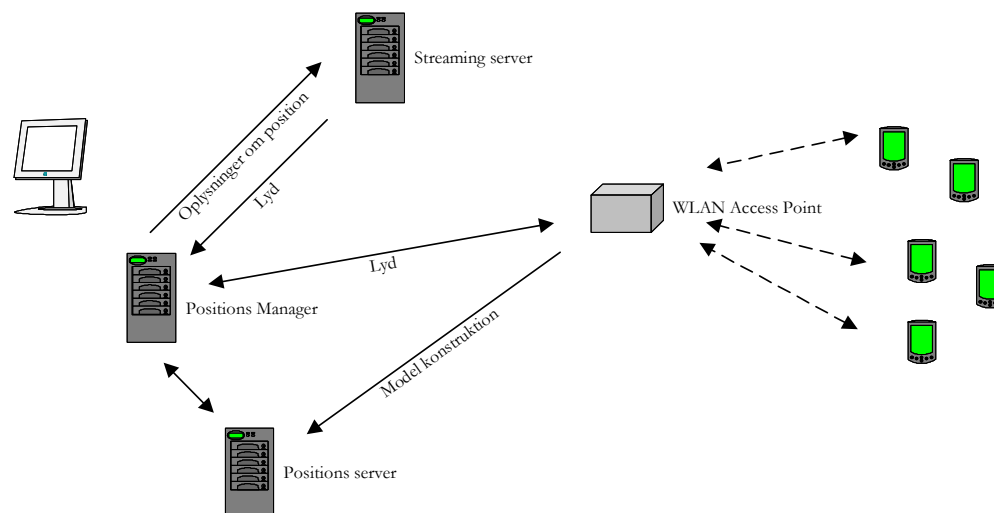 Streaming server
Oplysninger om position
Lyd
WLAN Access Point
Lyd
Positions Manager
Model konstruktion
Positions server